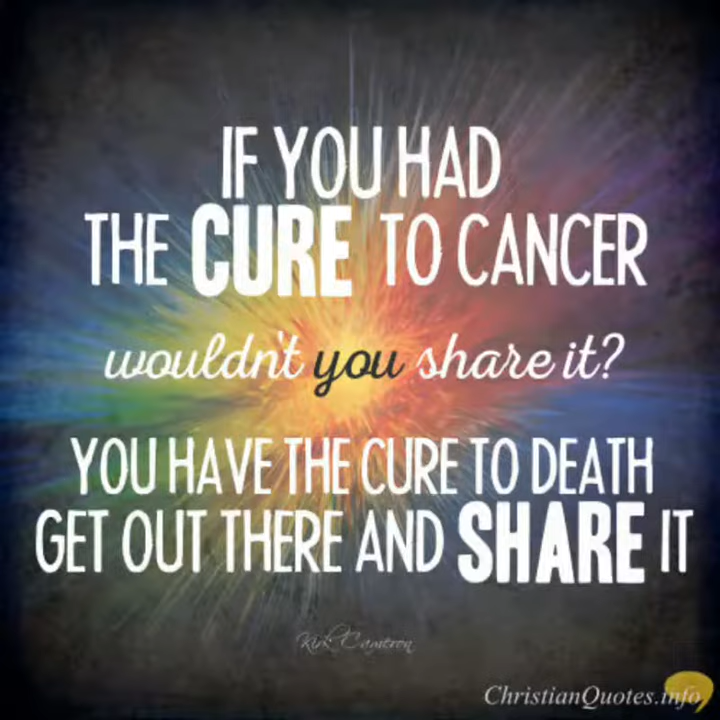 IF YOU HAD
THE CURE TO CANCER
wouldn't you share it?
YOU HAVE THE CURE TO DEATH
GET OUT THERE AND SHARE IT
Kirk Cameron
ChristianQuotes.info